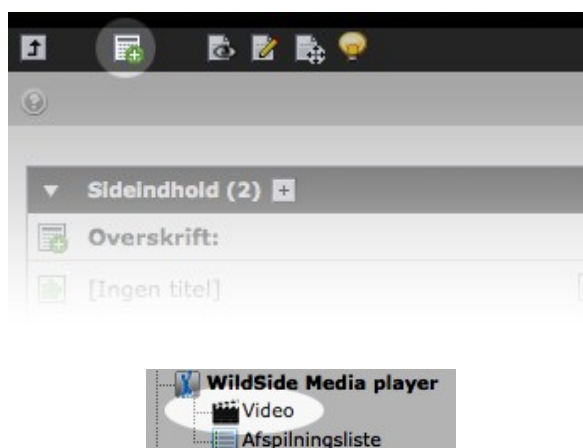 Sideindhold (2)
Overskrift:
[Ingen titel]
WildSide Media player
Video
Afspilningsliste